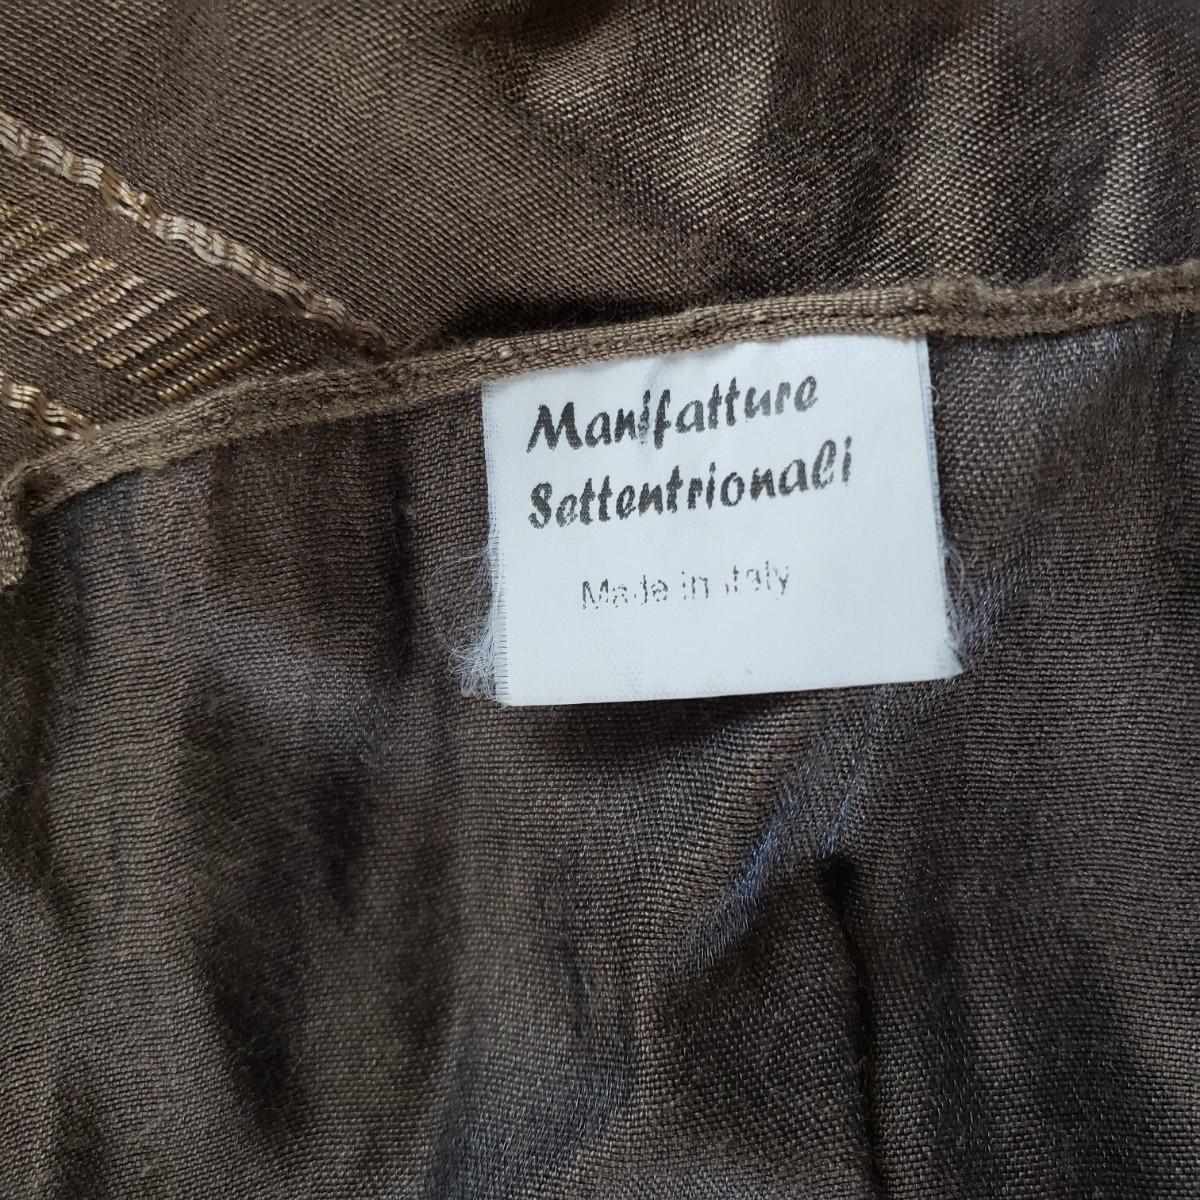 Manifatture
Settentrionali
Made in Italy